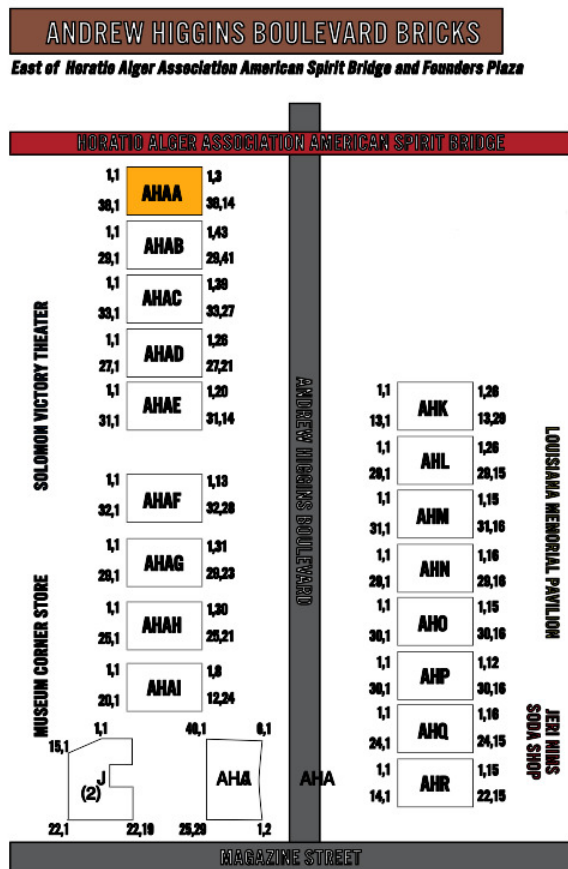 ANDREW HIGGINS BOULEVARD BRICKS
East of Horatio Alger Association American Spirit Bridge and Founders Plaza
HORATIO ALGER ASSOCIATION AMERICAN SPIRIT BRIDGE
1,1 1,3
AHAA
38,1 38,14
1,1 1,43
AHAB
29,1 29,41
1,1 1,39
AHAC
33,1 33,27
1,1 1,26
AHAD
27,1 27,21
1,1 1,20
AHAE
31,1 31,14
1,1 1,13
AHAF
32,1 32,28
1,1 1,31
AHAG
29,1 29,23
1,1 1,30
AHAH
25,1 25,21
1,1 1,8
AHAI
20,1 12,24
1,1
15,1
J
(2)
22,1 22,19
40,1 6,1
25,29 1,2
SOLOMON VICTORY THEATER
MUSEUM CORNER STORE
ANDREW HIGGINS BOULEVARD
AHA
1,1 1,26
AHK
13,1 13,29
1,1 1,26
AHL
29,1 29,15
1,1 1,15
AHM
31,1 31,16
1,1 1,16
AHN
29,1 29,16
1,1 1,15
AHO
30,1 30,16
1,1 1,12
AHP
30,1 30,16
1,1 1,16
AHQ
24,1 24,15
1,1 1,15
AHR
14,1 22,15
LOUISIANA MEMORIAL PAVILION
JERI NIMS
SODA SHOP
MAGAZINE STREET